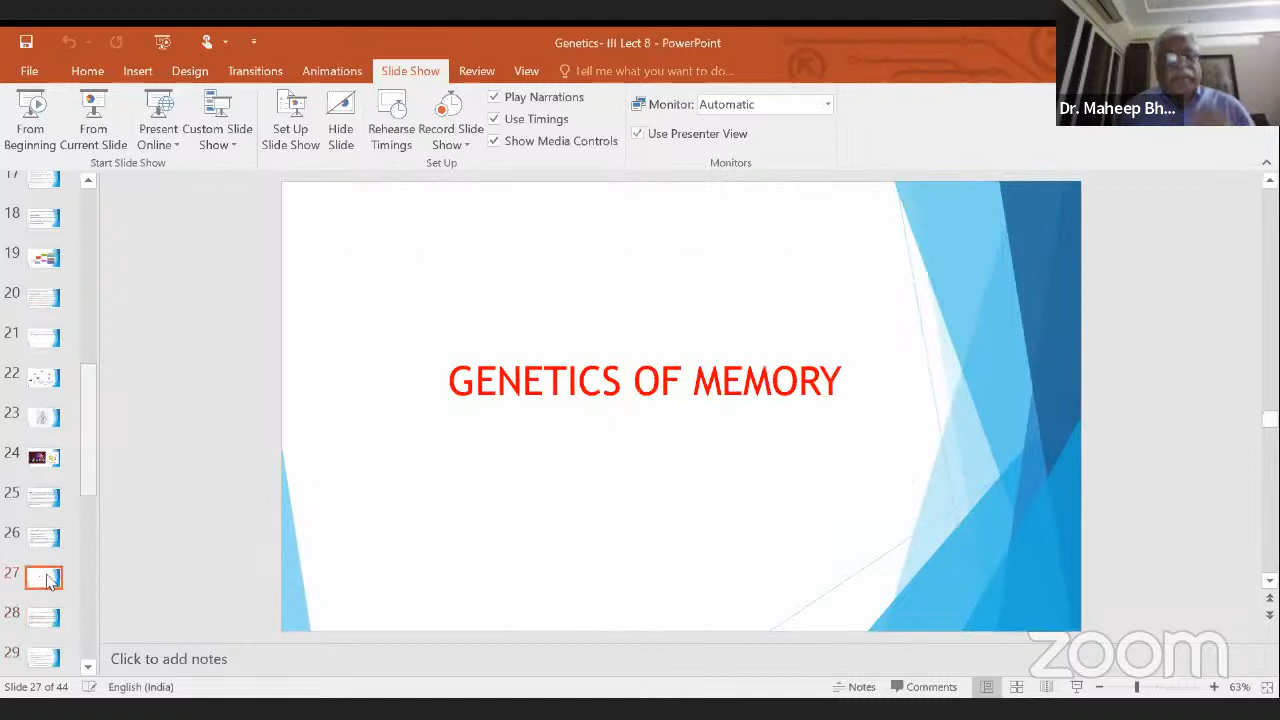 Genetics- III Lect 8 - PowerPoint
File Home Insert Design Transitions Animations Slide Show Review View Tell me what you want to do...
From Beginning
From Current Slide
Present Online
Custom Slide Show
Start Slide Show
Set Up Slide Show
Hide Slide
Rehearse Timings
Record Slide Show
Play Narrations
Use Timings
Show Media Controls
Set Up
Monitor: Automatic
Use Presenter View
Monitors
Dr. Maheep Bh...
17
18
19
20
21
22
23
24
25
26
27
28
29
GENETICS OF MEMORY
Click to add notes
zoom
Slide 27 of 44 English (India) Notes Comments 63%